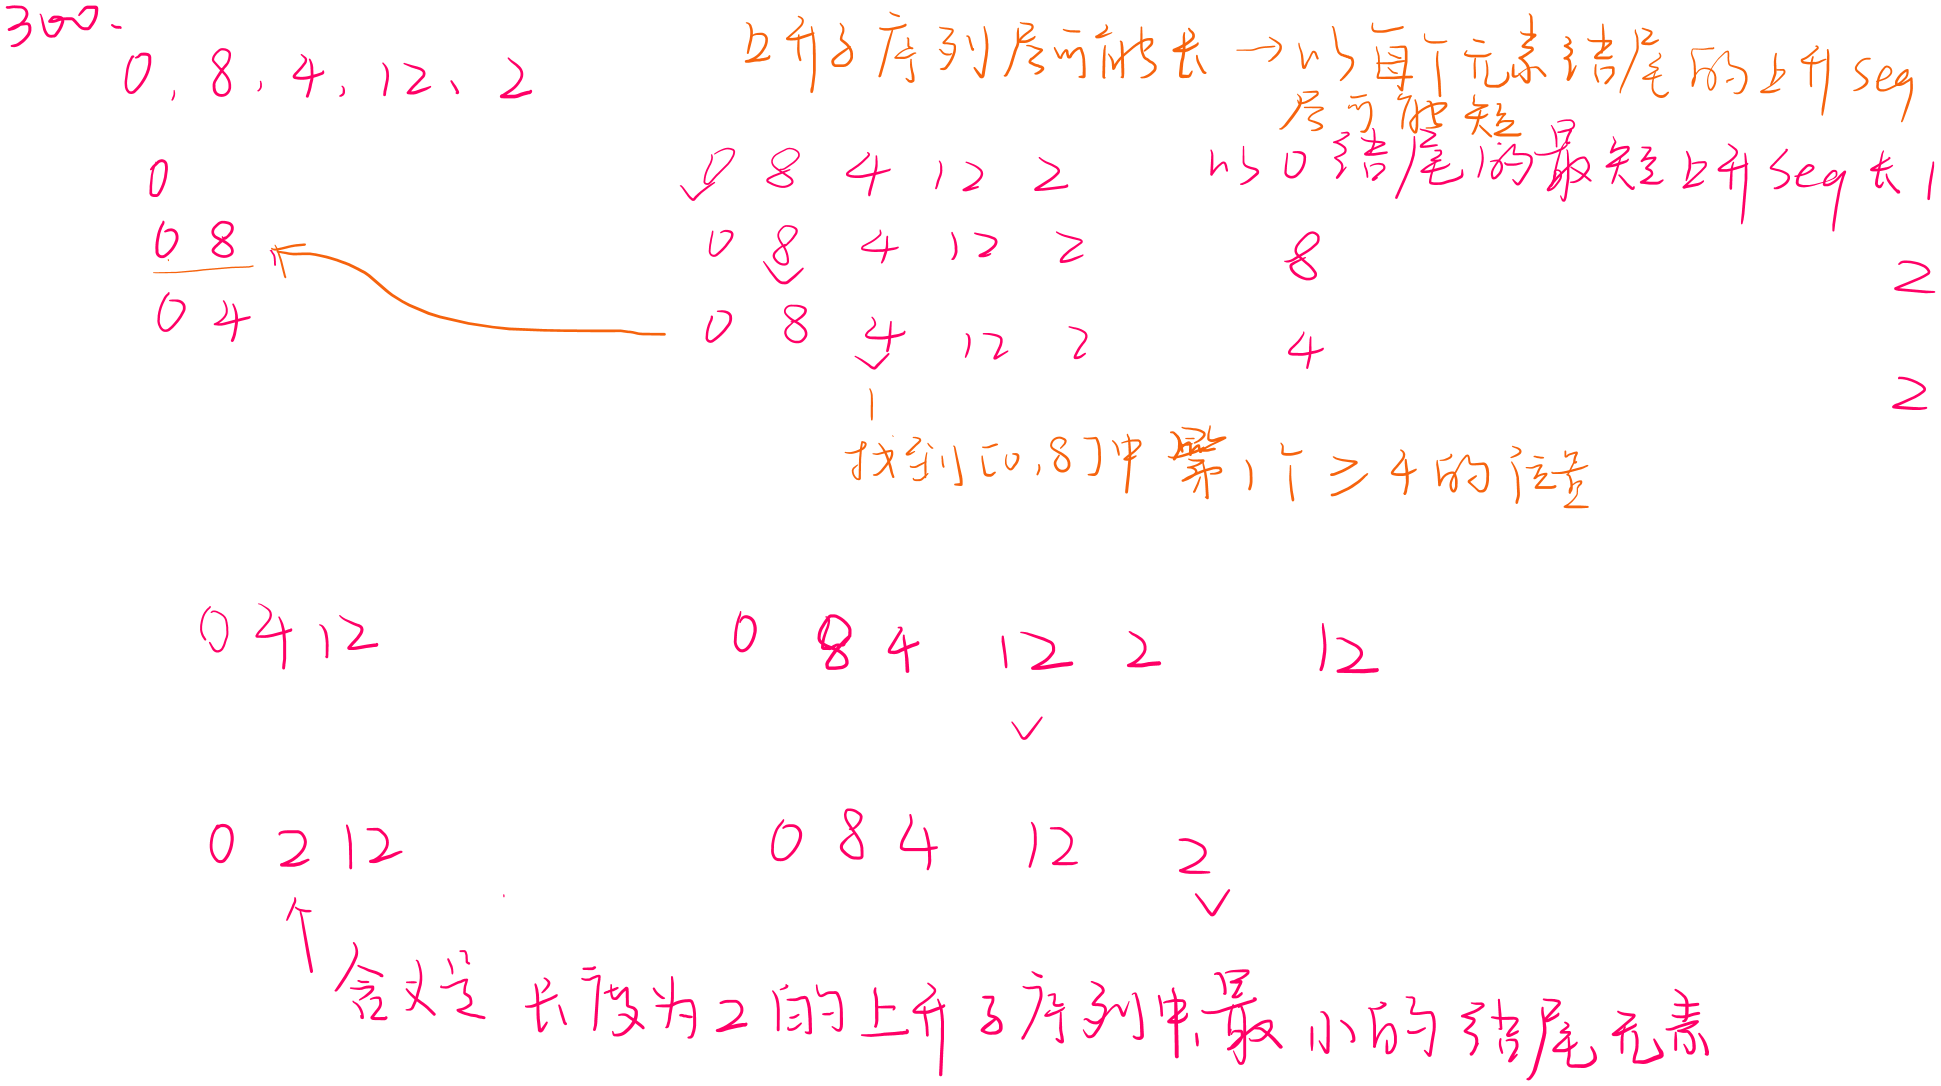 300.
0, 8, 4, 12, 2
上升子序列尽可能长 → 以每个元素结尾的上升seq
尽可能短
0
0 8 4 12 2
以0结尾的最短上升seq长 1
0 8
0 8 4 12 2
8
2
0 4
0 8 4 12 2
4
2
找到[0,8]中第1个≥4的位置
0 4 12
0 8 4 12 2
12
0 2 12
0 8 4 12 2
含义是 长度为2的上升子序列中,最小的结尾元素